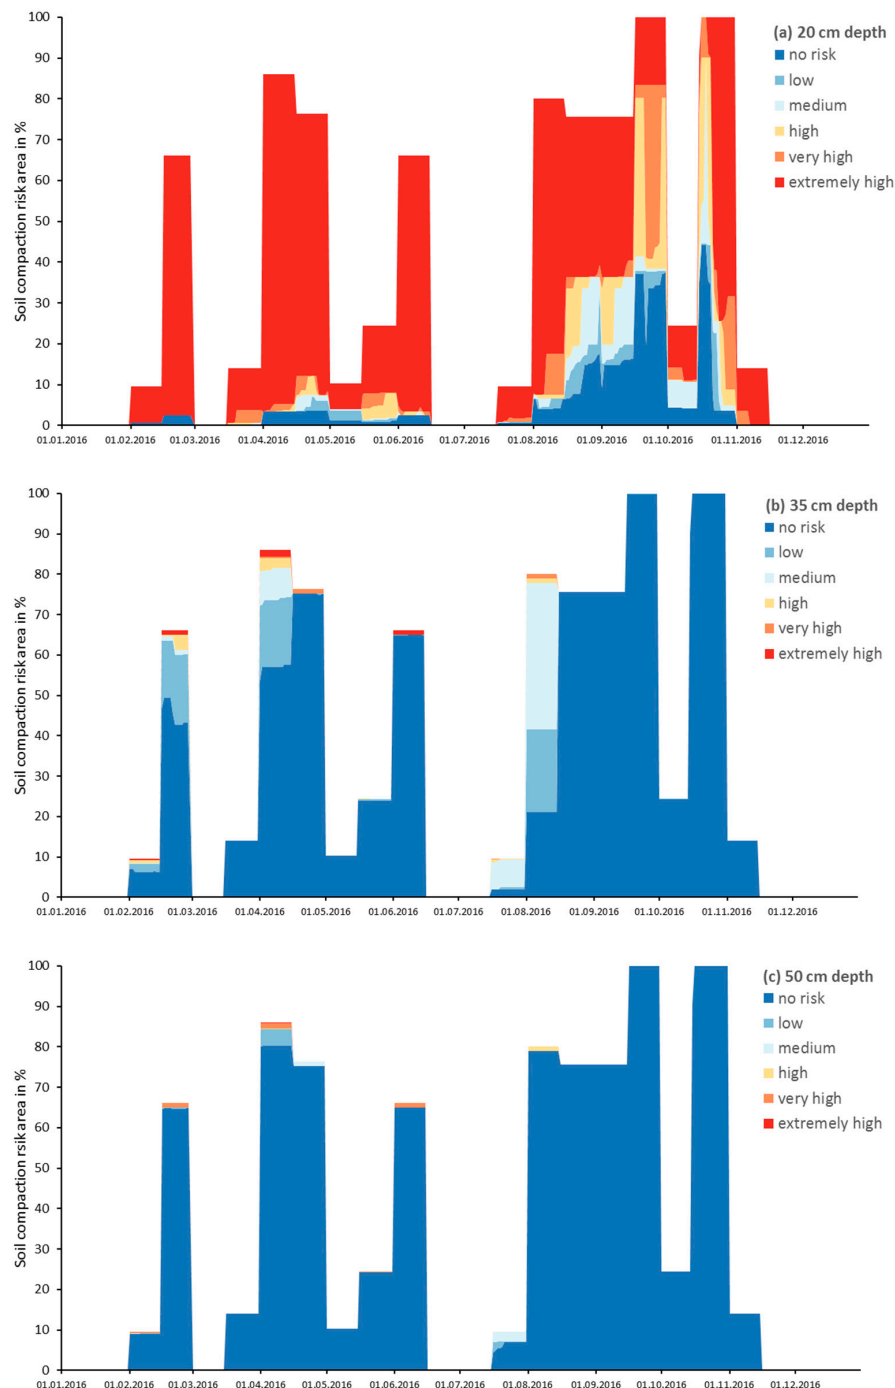 (a) 20 cm depth
no risk
low
medium
high
very high
extremely high
Soil compaction riskarea in %
100
90
80
70
60
50
40
30
20
10
0
01.01.2016 01.02.2016 01.03.2016 01.04.2016 01.05.2016 01.06.2016 01.07.2016 01.08.2016 01.09.2016 01.10.2016 01.11.2016 01.12.2016
(b) 35 cm depth
no risk
low
medium
high
very high
extremely high
Soil compaction riskarea in %
100
90
80
70
60
50
40
30
20
10
0
01.01.2016 01.02.2016 01.03.2016 01.04.2016 01.05.2016 01.06.2016 01.07.2016 01.08.2016 01.09.2016 01.10.2016 01.11.2016 01.12.2016
(c) 50 cm depth
no risk
low
medium
high
very high
extremely high
Soil compaction rsikarea in %
100
90
80
70
60
50
40
30
20
10
0
01.01.2016 01.02.2016 01.03.2016 01.04.2016 01.05.2016 01.06.2016 01.07.2016 01.08.2016 01.09.2016 01.10.2016 01.11.2016 01.12.2016